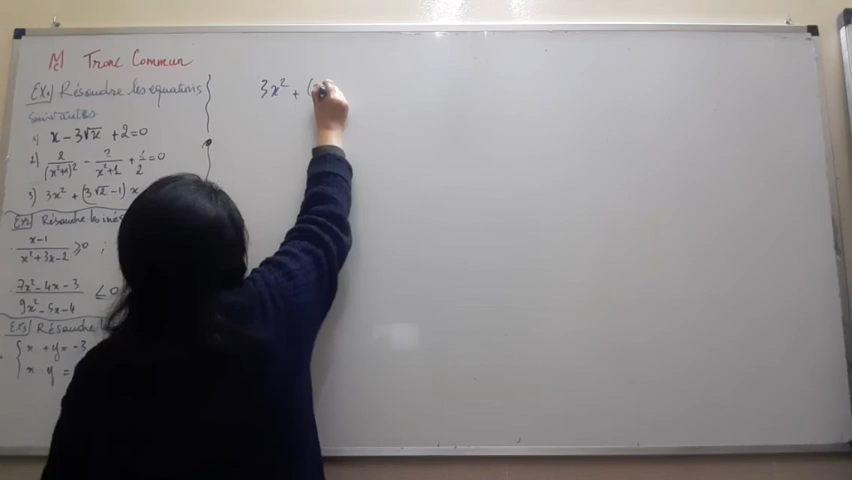 Tronc Commun
Ex1/ Résoudre les equations
suivantes
1) x - 3√x + 2 = 0
2) 2/(x²+1)² - ?/x²+1 + 1/2 = 0
3) 3x² + (3√2 - 1) x
Ex2/ Résoudre les iné
x-1/x²+3x-2 ≥ 0 ;
7x²-4x-3/9x²-5x-4 ≤ 0
Ex3/ Résoudre l
{ x + y = -3
x y =
3x² + (